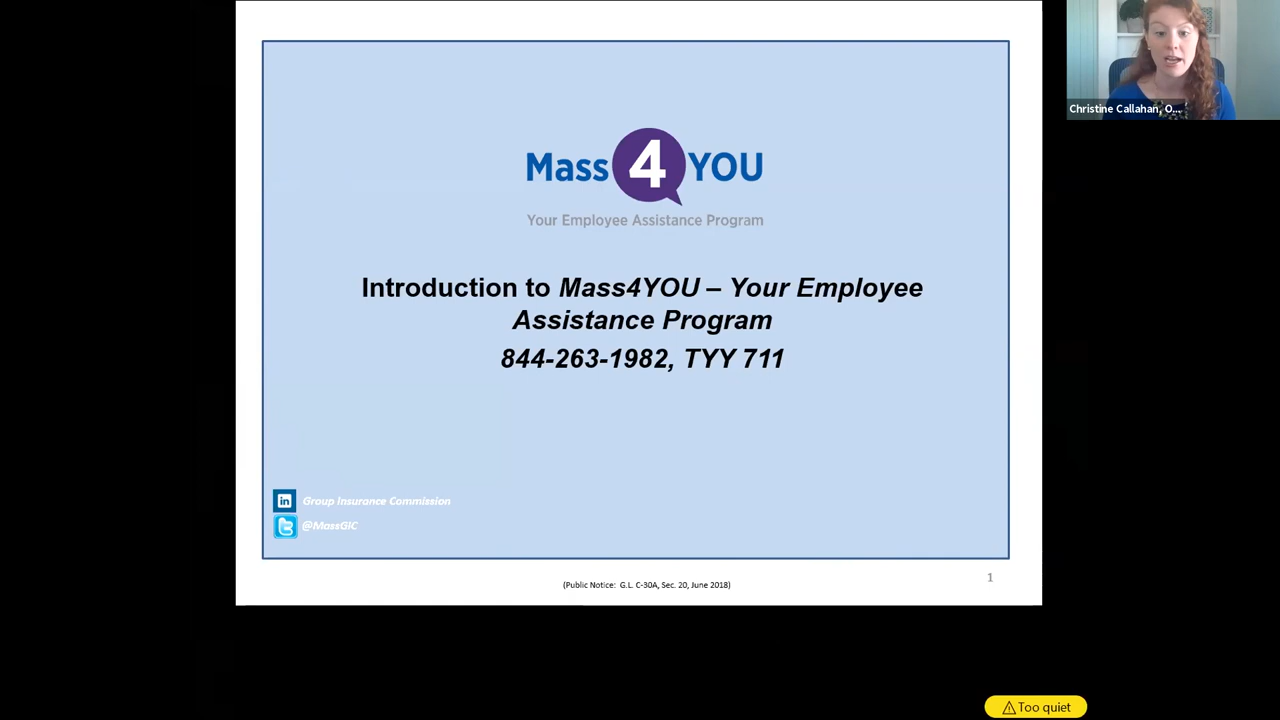 Mass 4 YOU
Your Employee Assistance Program
Introduction to Mass4YOU – Your Employee
Assistance Program
844-263-1982, TYY 711
in Group Insurance Commission
@MassGIC
(Public Notice: G.L. C-30A, Sec. 20, June 2018)
1
Christine Callahan, O...
Too quiet